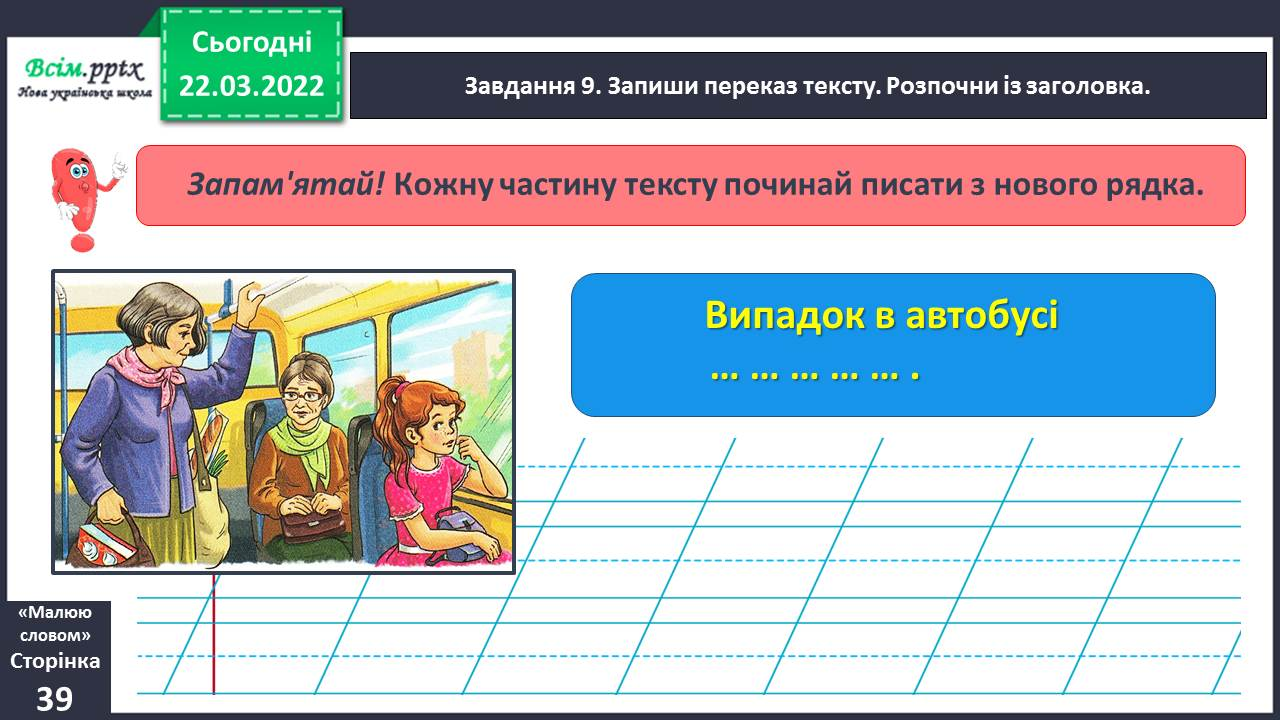 Всім.pptx
Нова українська школа
Сьогодні
22.03.2022
Завдання 9. Запиши переказ тексту. Розпочни із заголовка.
Запам'ятай! Кожну частину тексту починай писати з нового рядка.
Випадок в автобусі
... ... ... ... ... .
«Малюю
словом»
Сторінка
39